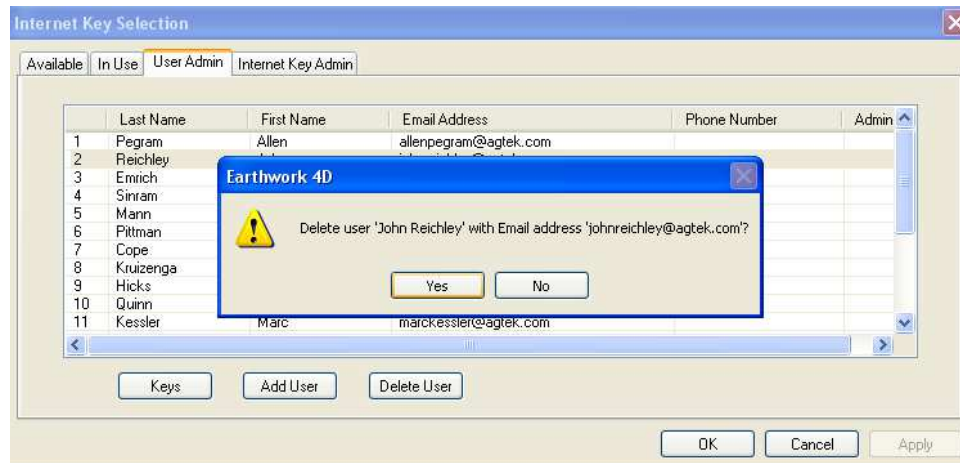 Internet Key Selection
Available In Use User Admin Internet Key Admin
Last Name First Name Email Address Phone Number Admin
1 Pegram Allen allenpegram@agtek.com
2 Reichley
3 Emrich
4 Sinram
5 Mann
6 Pittman
7 Cope
8 Kruizenga
9 Hicks
10 Quinn
11 Kessler Marc marckessler@agtek.com
Earthwork 4D
Delete user 'John Reichley' with Email address 'johnreichley@agtek.com'?
Yes No
Keys Add User Delete User
OK Cancel Apply